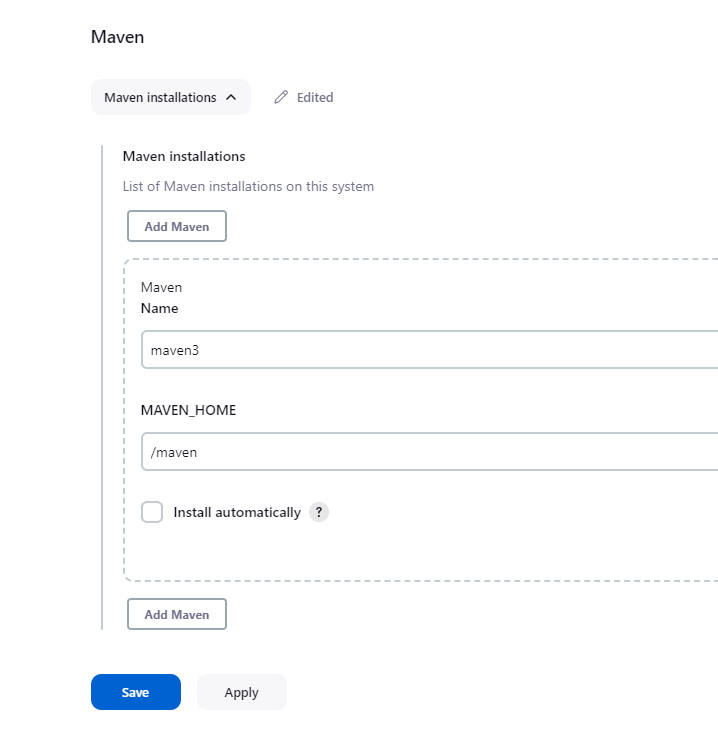 Maven
Maven installations
Edited
Maven installations
List of Maven installations on this system
Add Maven
Maven
Name
maven3
MAVEN_HOME
/maven
Install automatically ?
Add Maven
Save
Apply